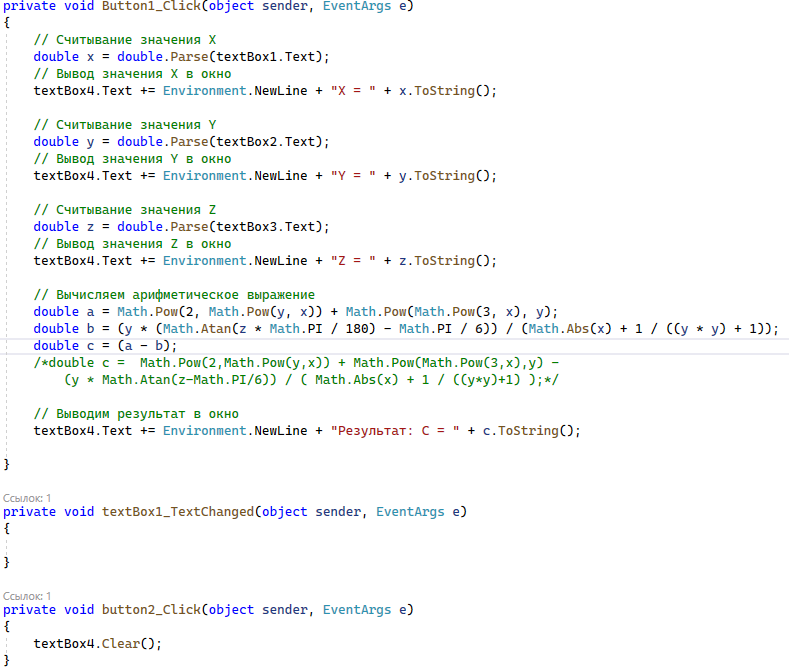 private void Button1_Click(object sender, EventArgs e)
{
// Считывание значения X
double x = double.Parse(textBox1.Text);
// Вывод значения X в окно
textBox4.Text += Environment.NewLine + "X = " + x.ToString();
// Считывание значения Y
double y = double.Parse(textBox2.Text);
// Вывод значения Y в окно
textBox4.Text += Environment.NewLine + "Y = " + y.ToString();
// Считывание значения Z
double z = double.Parse(textBox3.Text);
// Вывод значения Z в окно
textBox4.Text += Environment.NewLine + "Z = " + z.ToString();
// Вычисляем арифметическое выражение
double a = Math.Pow(2, Math.Pow(y, x)) + Math.Pow(Math.Pow(3, x), y);
double b = (y * (Math.Atan(z * Math.PI / 180) - Math.PI / 6)) / (Math.Abs(x) + 1 / ((y * y) + 1));
double c = (a - b);
/*double c =  Math.Pow(2,Math.Pow(y,x)) + Math.Pow(Math.Pow(3,x),y) -
(y * Math.Atan(z-Math.PI/6)) / ( Math.Abs(x) + 1 / ((y*y)+1) );*/
// Выводим результат в окно
textBox4.Text += Environment.NewLine + "Результат: C = " + c.ToString();
}
Ссылок: 1
private void textBox1_TextChanged(object sender, EventArgs e)
{
}
Ссылок: 1
private void button2_Click(object sender, EventArgs e)
{
textBox4.Clear();
}